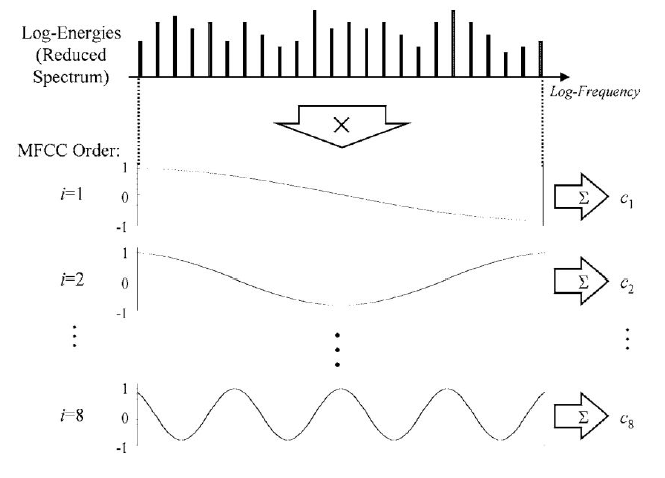 Log-Energies
(Reduced
Spectrum)
Log-Frequency
×
MFCC Order:
i=1
1
0
-1
Σ
c1
i=2
1
0
-1
Σ
c2
i=8
1
0
-1
Σ
c8